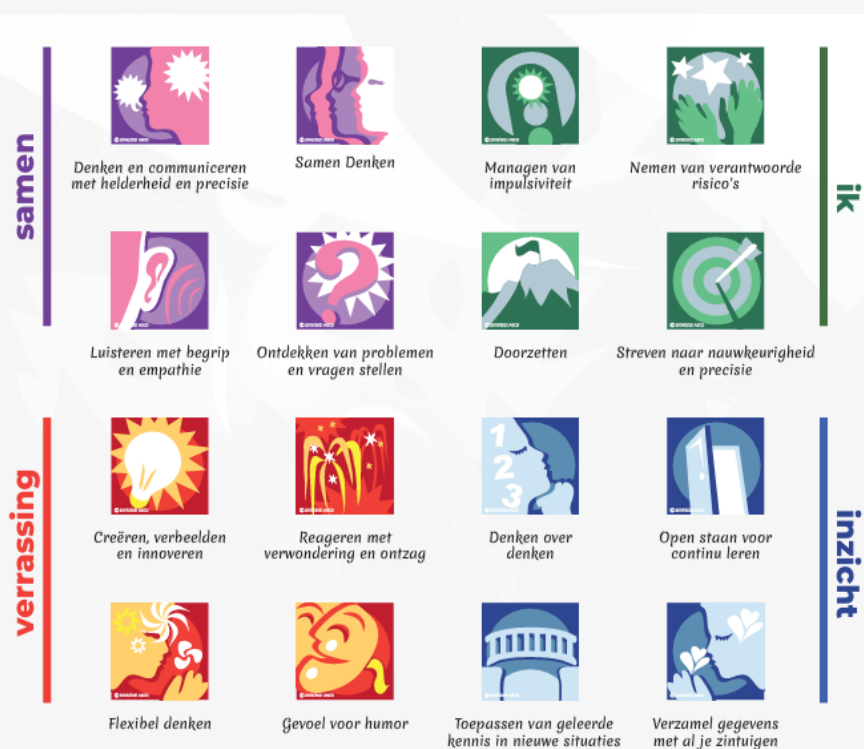 samen
Denken en communiceren
met helderheid en precisie
Samen Denken
Managen van
impulsiviteit
Nemen van verantwoorde
risico's
ik
Luisteren met begrip
en empathie
Ontdekken van problemen
en vragen stellen
Doorzetten
Streven naar nauwkeurigheid
en precisie
verrassing
Creëren, verbeelden
en innoveren
Reageren met
verwondering en ontzag
1
2
3
Denken over
denken
Open staan voor
continu leren
inzicht
Flexibel denken
Gevoel voor humor
Toepassen van geleerde
kennis in nieuwe situaties
Verzamel gegevens
met al je zintuigen